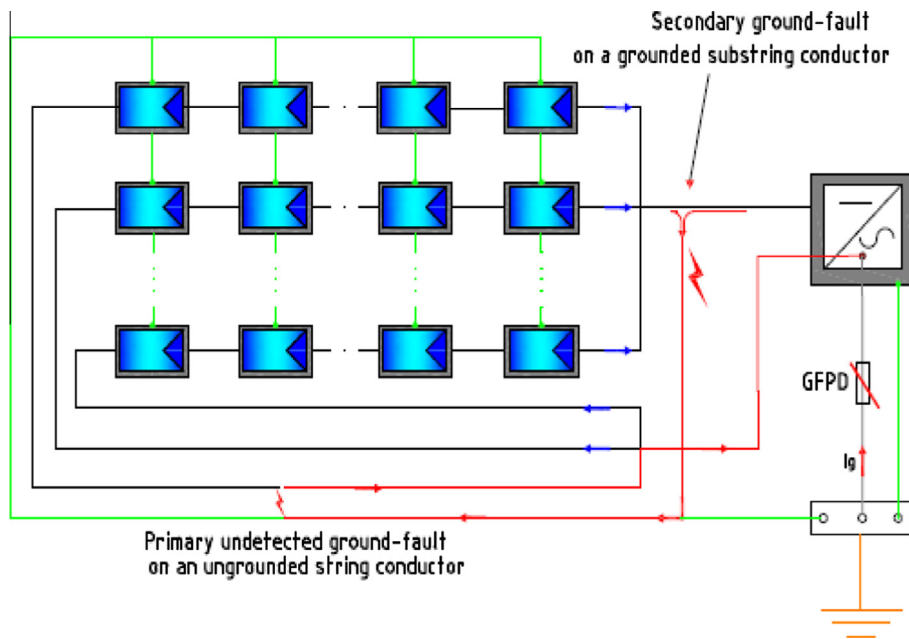 Secondary ground-fault
on a grounded substring conductor
GFPD
Ig
Primary undetected ground-fault
on an ungrounded string conductor